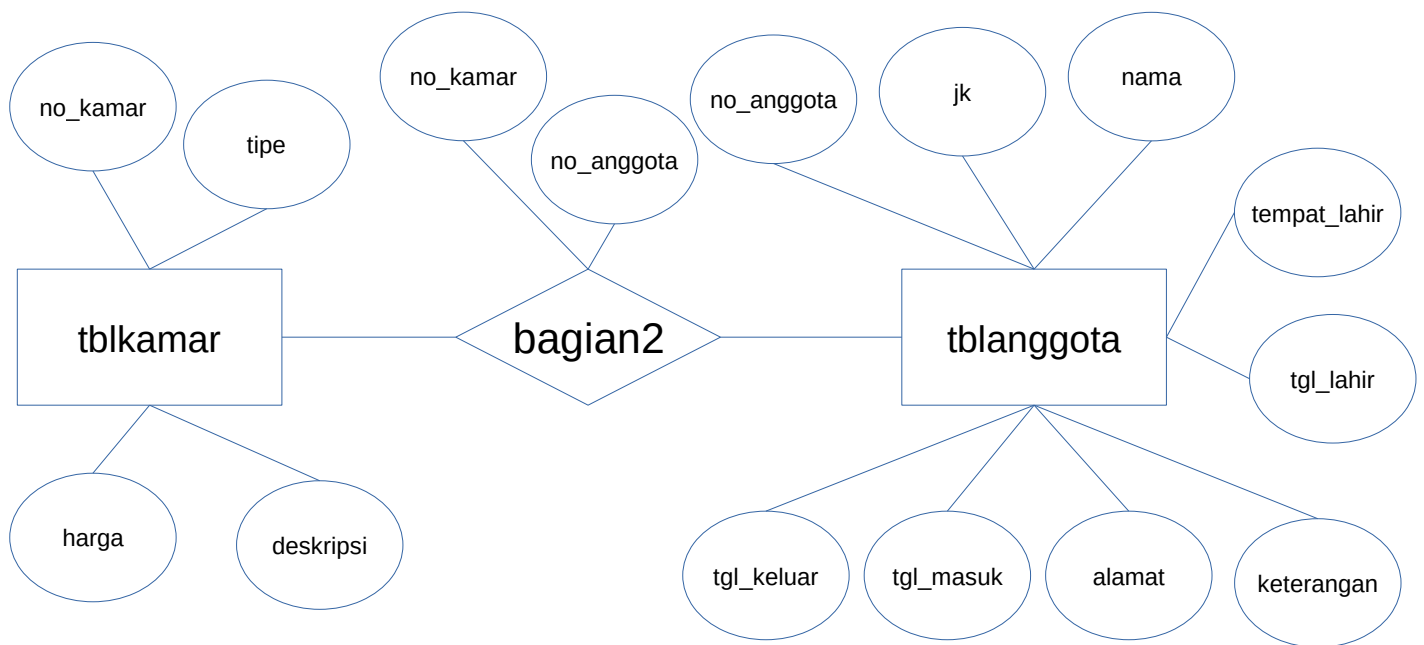 no_kamar
tipe
no_kamar
no_anggota
no_anggota
jk
nama
tempat_lahir
tgl_lahir
tblkamar
bagian2
tblanggota
harga
deskripsi
tgl_keluar
tgl_masuk
alamat
keterangan